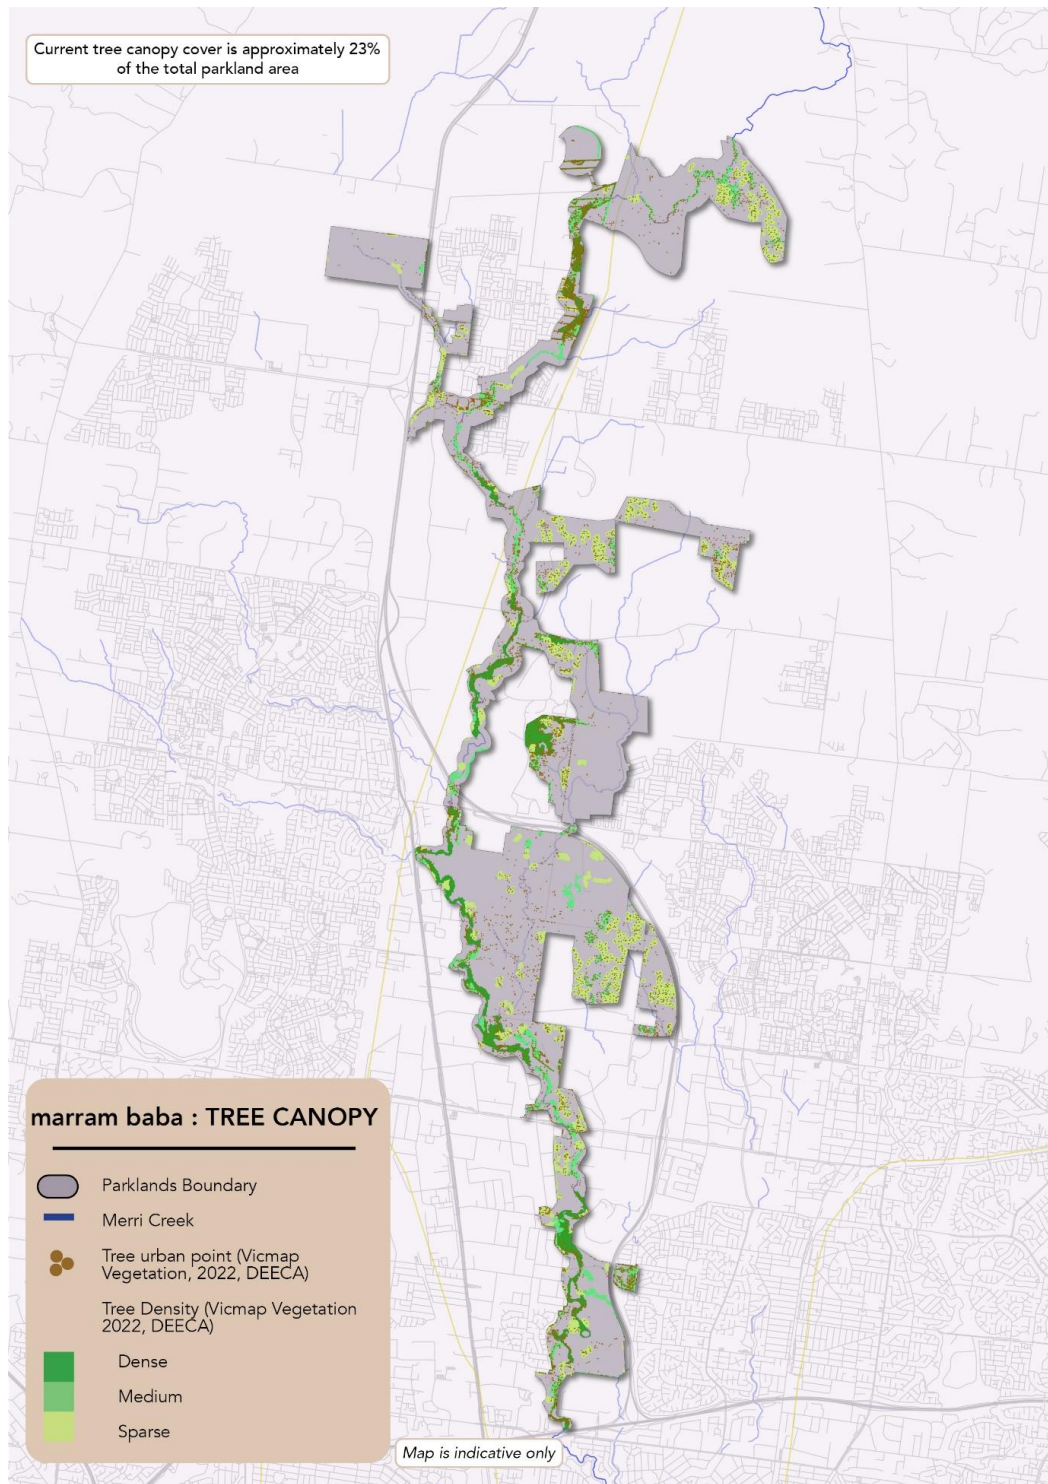 Current tree canopy cover is approximately 23%
of the total parkland area
marram baba : TREE CANOPY
Parklands Boundary
Merri Creek
Tree urban point (Vicmap
Vegetation, 2022, DEECA)
Tree Density (Vicmap Vegetation
2022, DEECA)
Dense
Medium
Sparse
Map is indicative only